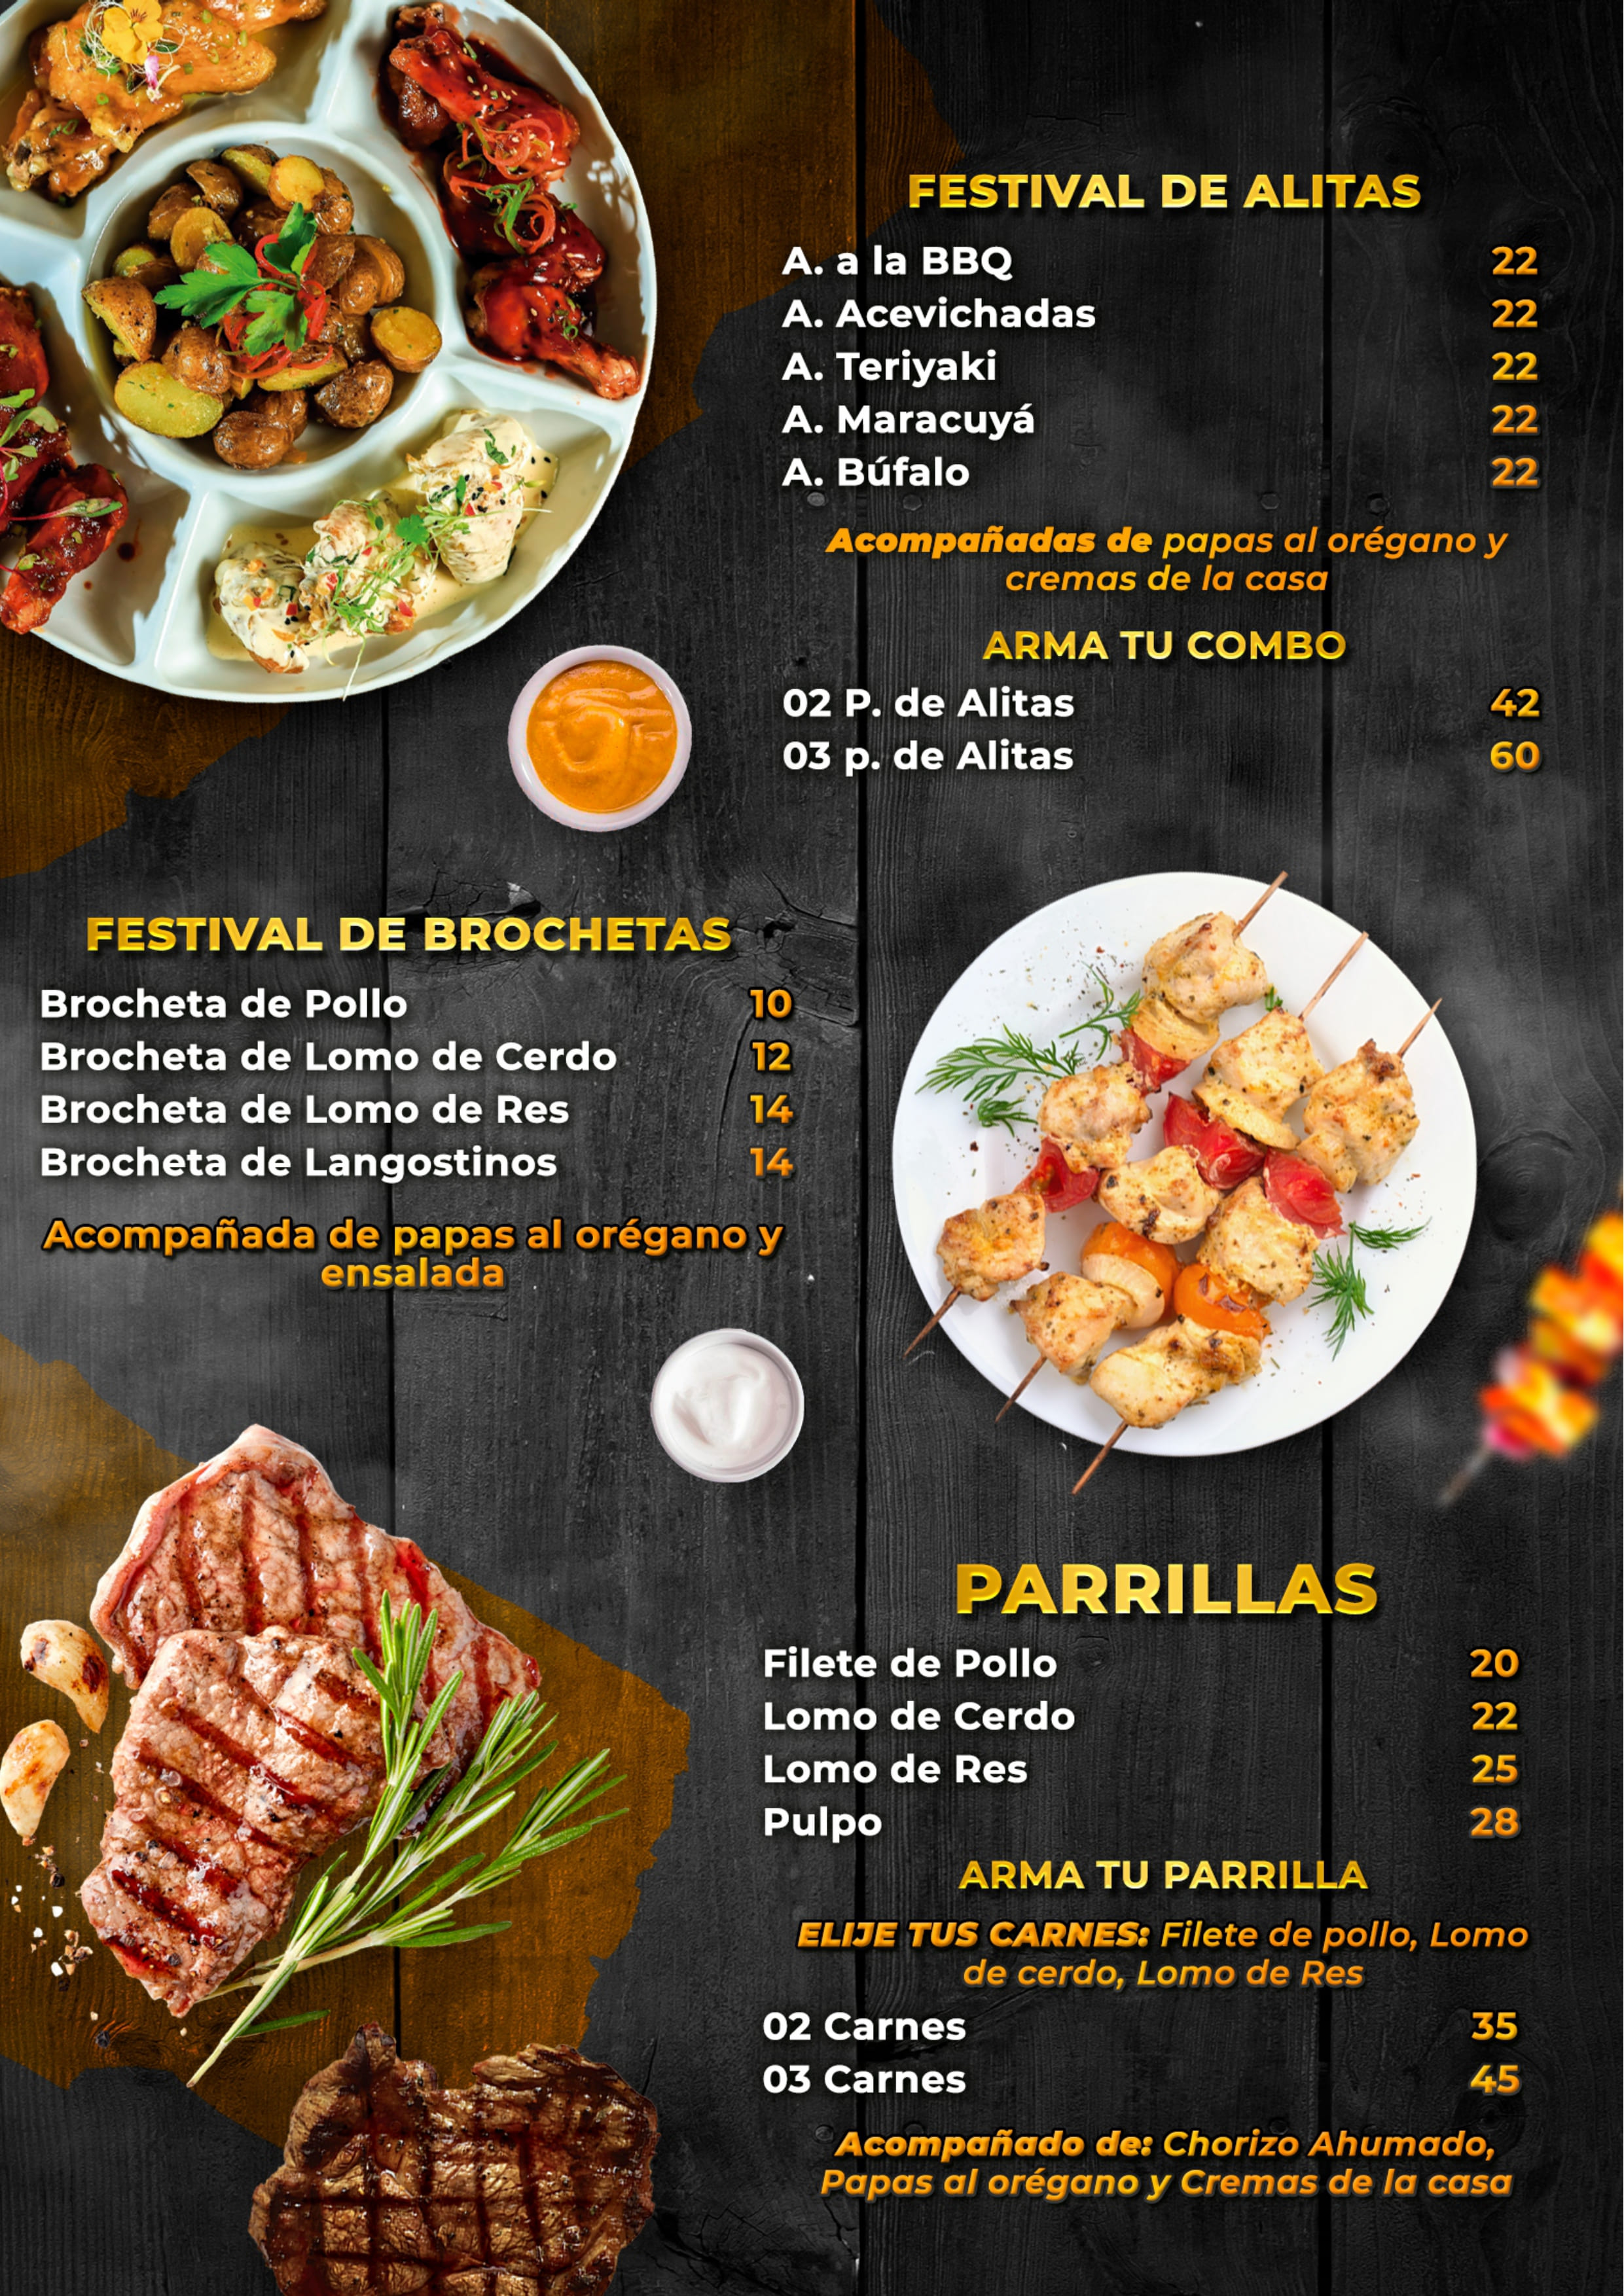 FESTIVAL DE ALITAS
A. a la BBQ 22
A. Acevichadas 22
A. Teriyaki 22
A. Maracuyá 22
A. Búfalo 22
Acompañadas de papas al orégano y
cremas de la casa
ARMA TU COMBO
02 P. de Alitas 42
03 p. de Alitas 60
FESTIVAL DE BROCHETAS
Brocheta de Pollo 10
Brocheta de Lomo de Cerdo 12
Brocheta de Lomo de Res 14
Brocheta de Langostinos 14
Acompañada de papas al orégano y
ensalada
PARRILLAS
Filete de Pollo 20
Lomo de Cerdo 22
Lomo de Res 25
Pulpo 28
ARMA TU PARRILLA
ELIJE TUS CARNES: Filete de pollo, Lomo
de cerdo, Lomo de Res
02 Carnes 35
03 Carnes 45
Acompañado de: Chorizo Ahumado,
Papas al orégano y Cremas de la casa